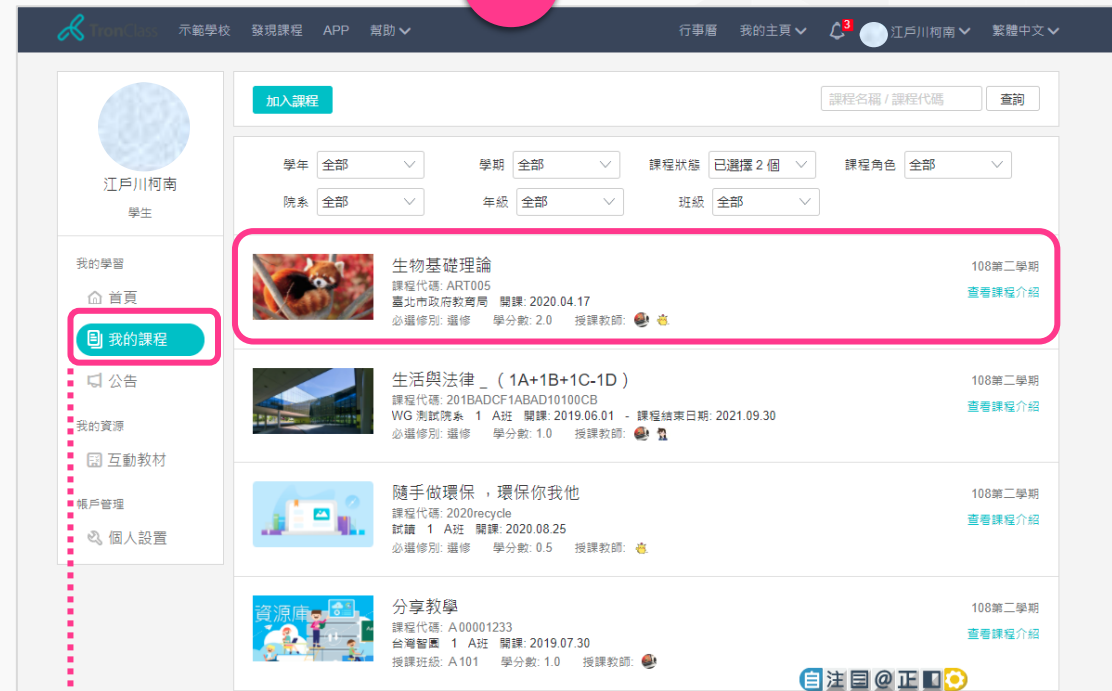 TronClass 示範學校 發現課程 APP 幫助 行事曆 我的主頁 3 江戶川柯南 繁體中文
江戶川柯南
學生
我的學習
首頁
我的課程
公告
我的資源
互動教材
帳戶管理
個人設置
加入課程 課程名稱 / 課程代碼 查詢
學年 全部 學期 全部 課程狀態 已選擇 2 個 課程角色 全部
院系 全部 年級 全部 班級 全部
生物基礎理論 108第二學期
課程代碼: ART005 查看課程介紹
臺北市政府教育局 開課: 2020.04.17
必選修別: 選修 學分數: 2.0 授課教師:
生活與法律 _ ( 1A+1B+1C-1D ) 108第二學期
課程代碼: 201BADCF1ABAD10100CB 查看課程介紹
WG 測試院系 1 A班 開課: 2019.06.01 - 課程結束日期: 2021.09.30
必選修別: 選修 學分數: 1.0 授課教師:
隨手做環保 ，環保你我他 108第二學期
課程代碼: 2020recycle 查看課程介紹
試讀 1 A班 開課: 2020.08.25
必選修別: 選修 學分數: 0.5 授課教師:
資源庫
分享教學 108第二學期
課程代碼: A00001233 查看課程介紹
台灣智園 1 A班 開課: 2019.07.30
授課班級: A101 學分數: 1.0 授課教師:
自 注 @ 正